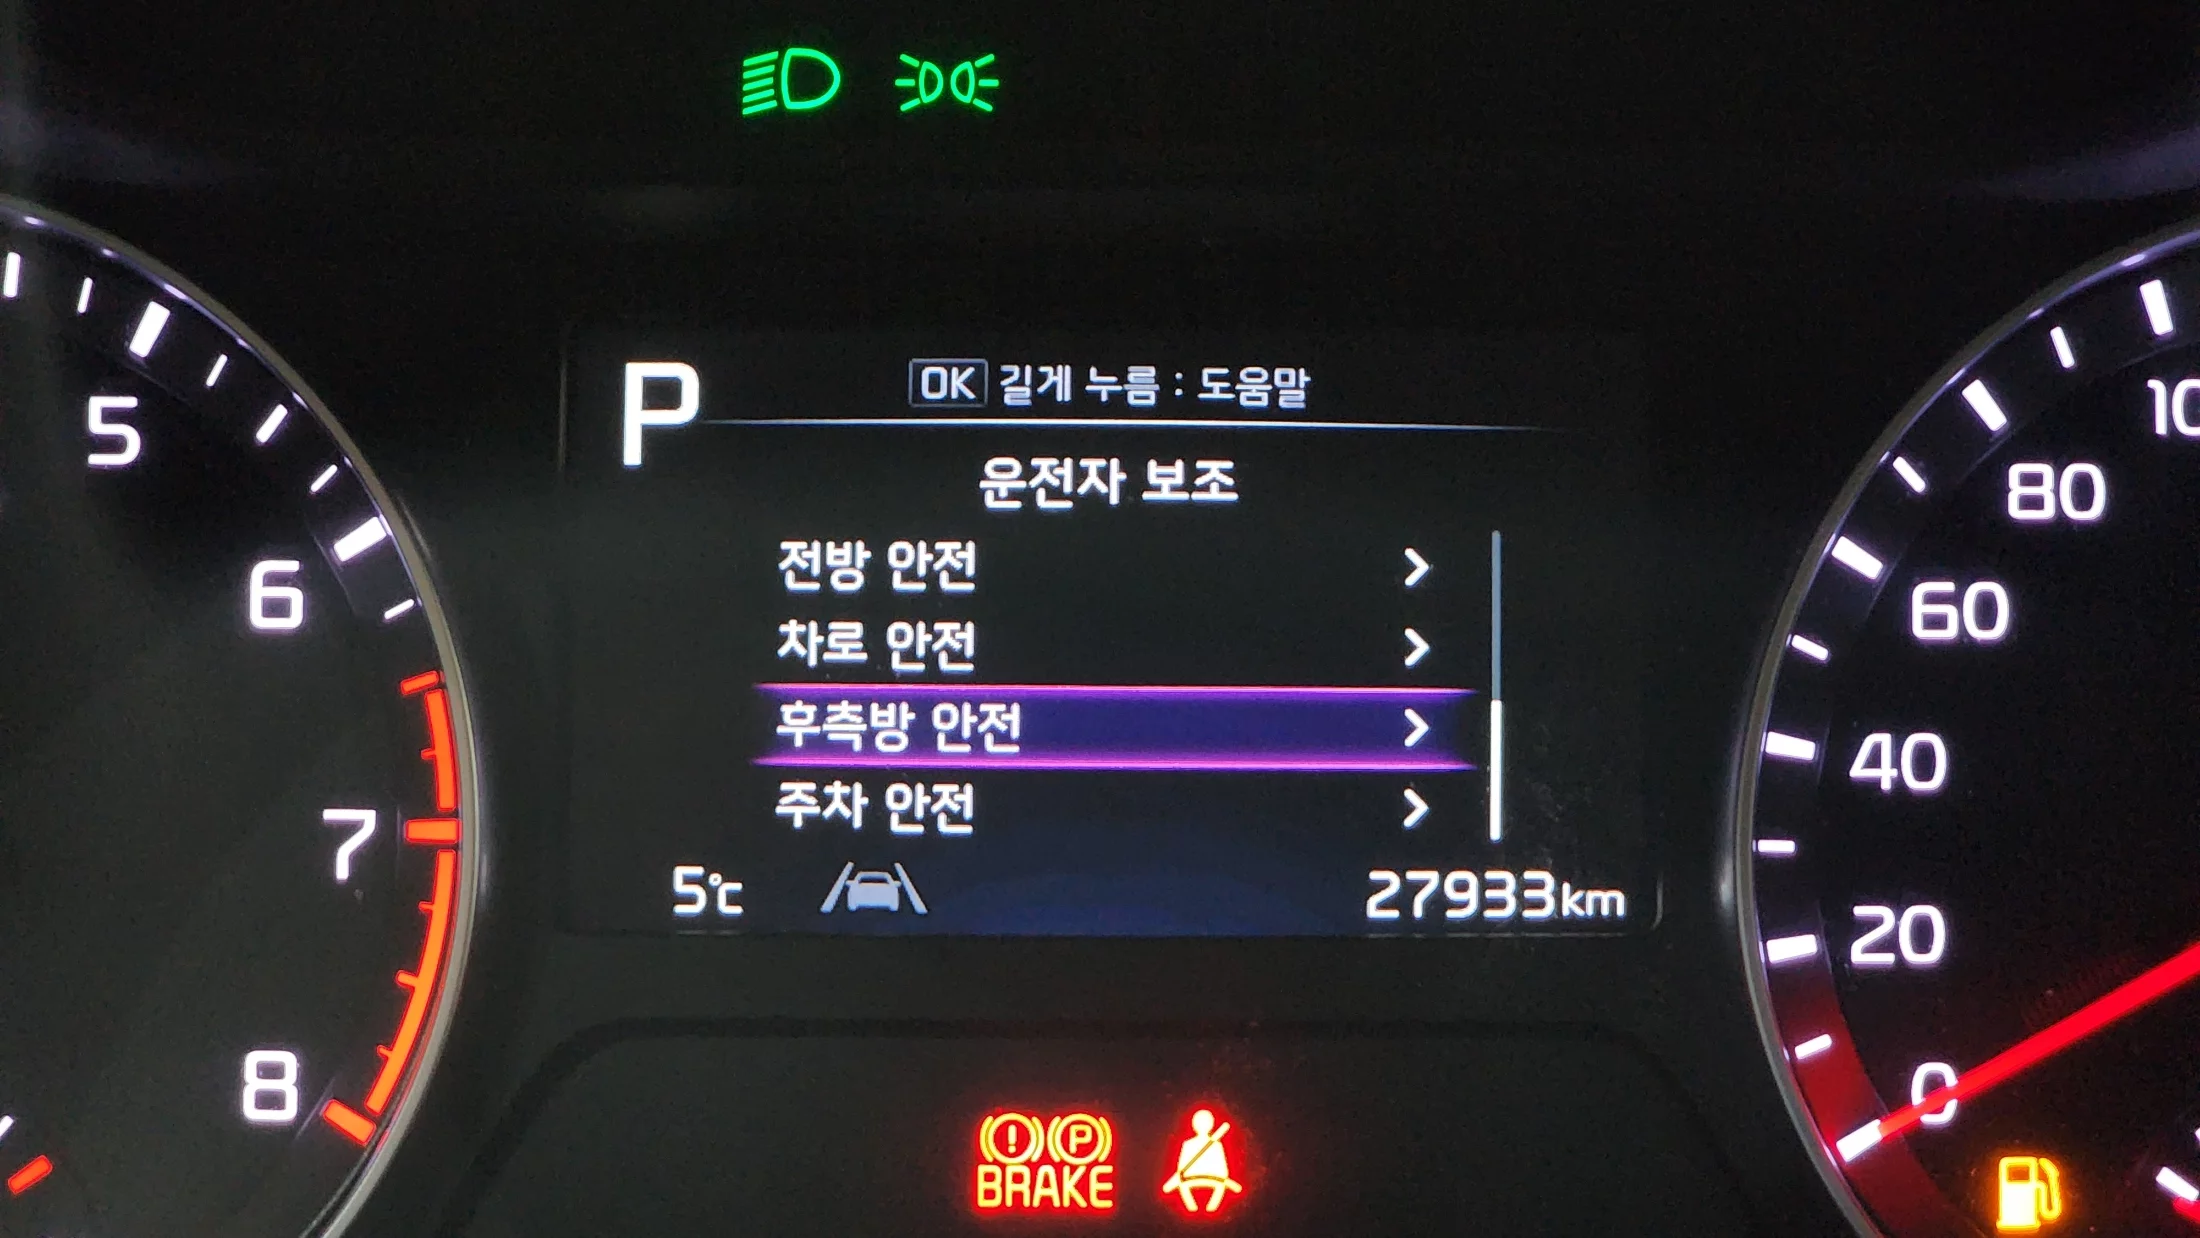 P
OK 길게 누름 : 도움말
운전자 보조
전방 안전
차로 안전
후측방 안전
주차 안전
5℃
27933km
5
6
7
8
10
80
60
40
20
0
(!) (P)
BRAKE